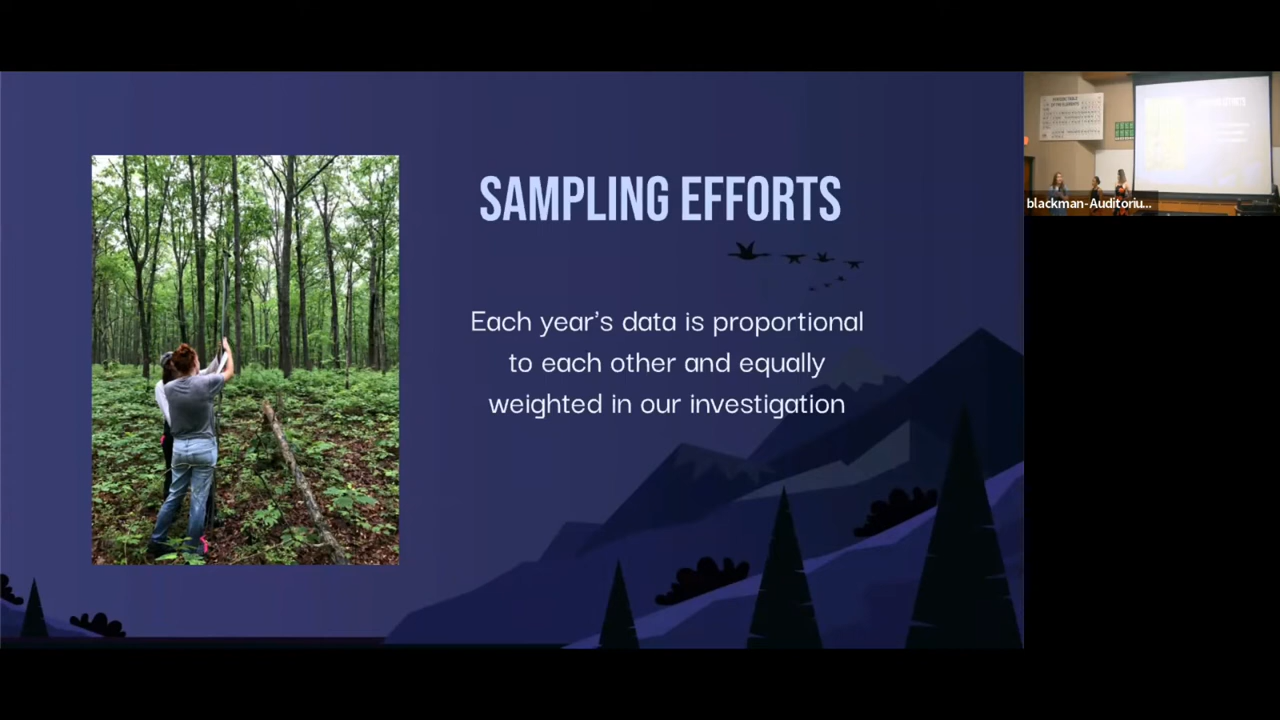 SAMPLING EFFORTS
Each year's data is proportional
to each other and equally
weighted in our investigation
blackman-Auditoriu...